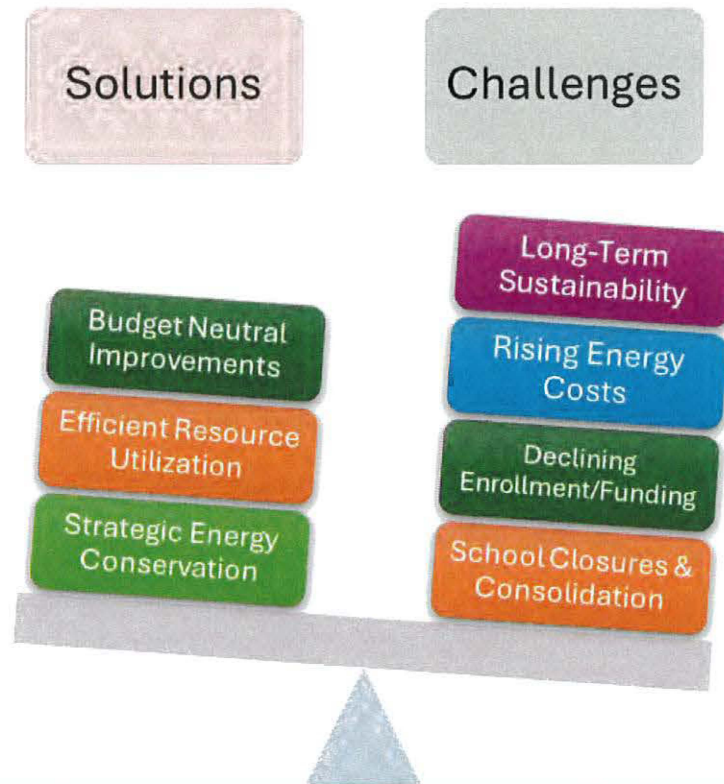 Solutions
Challenges
Budget Neutral
Improvements
Efficient Resource
Utilization
Strategic Energy
Conservation
Long-Term
Sustainability
Rising Energy
Costs
Declining
Enrollment/Funding
School Closures &
Consolidation